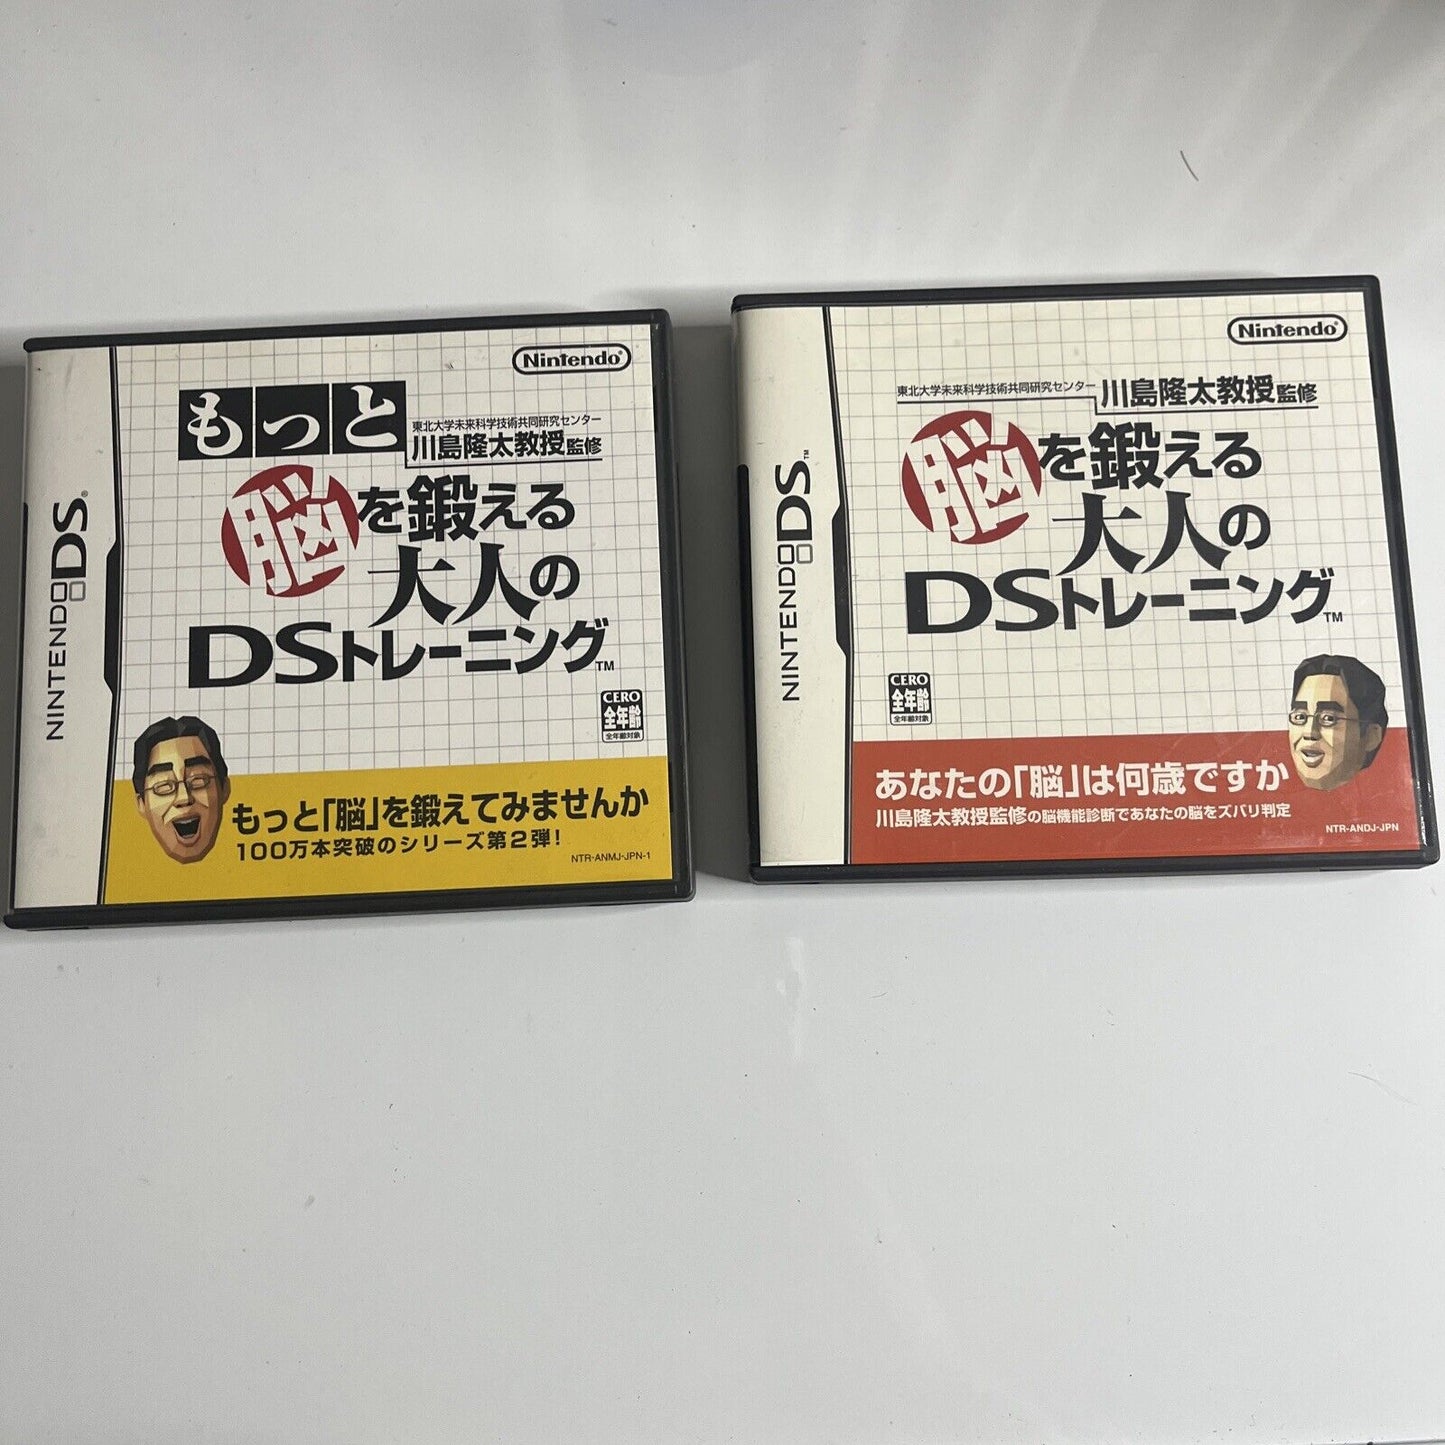 NINTENDO DS®
Nintendo®
もっと
東北大学未来科学技術共同研究センター
川島隆太教授監修
脳を鍛える
大人の
DSトレーニング™
CERO
全年齢
全年齢対象
もっと「脳」を鍛えてみませんか
100万本突破のシリーズ第2弾!
NTR-ANMJ-JPN-1
NINTENDO DS™
Nintendo®
東北大学未来科学技術共同研究センター 川島隆太教授監修
脳を鍛える
大人の
DSトレーニング™
CERO
全年齢
全年齢対象
あなたの「脳」は何歳ですか
川島隆太教授監修の脳機能診断であなたの脳をズバリ判定
NTR-ANDJ-JPN